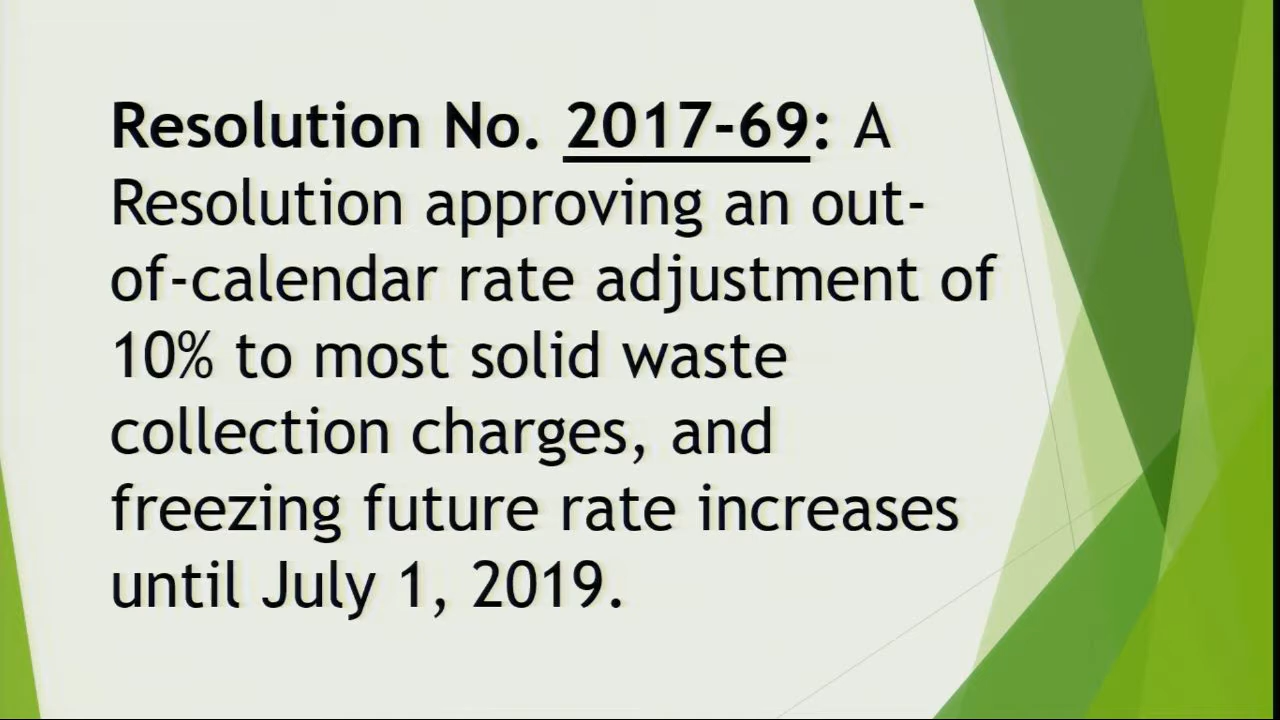 Resolution No. 2017-69: A
Resolution approving an out-
of-calendar rate adjustment of
10% to most solid waste
collection charges, and
freezing future rate increases
until July 1, 2019.